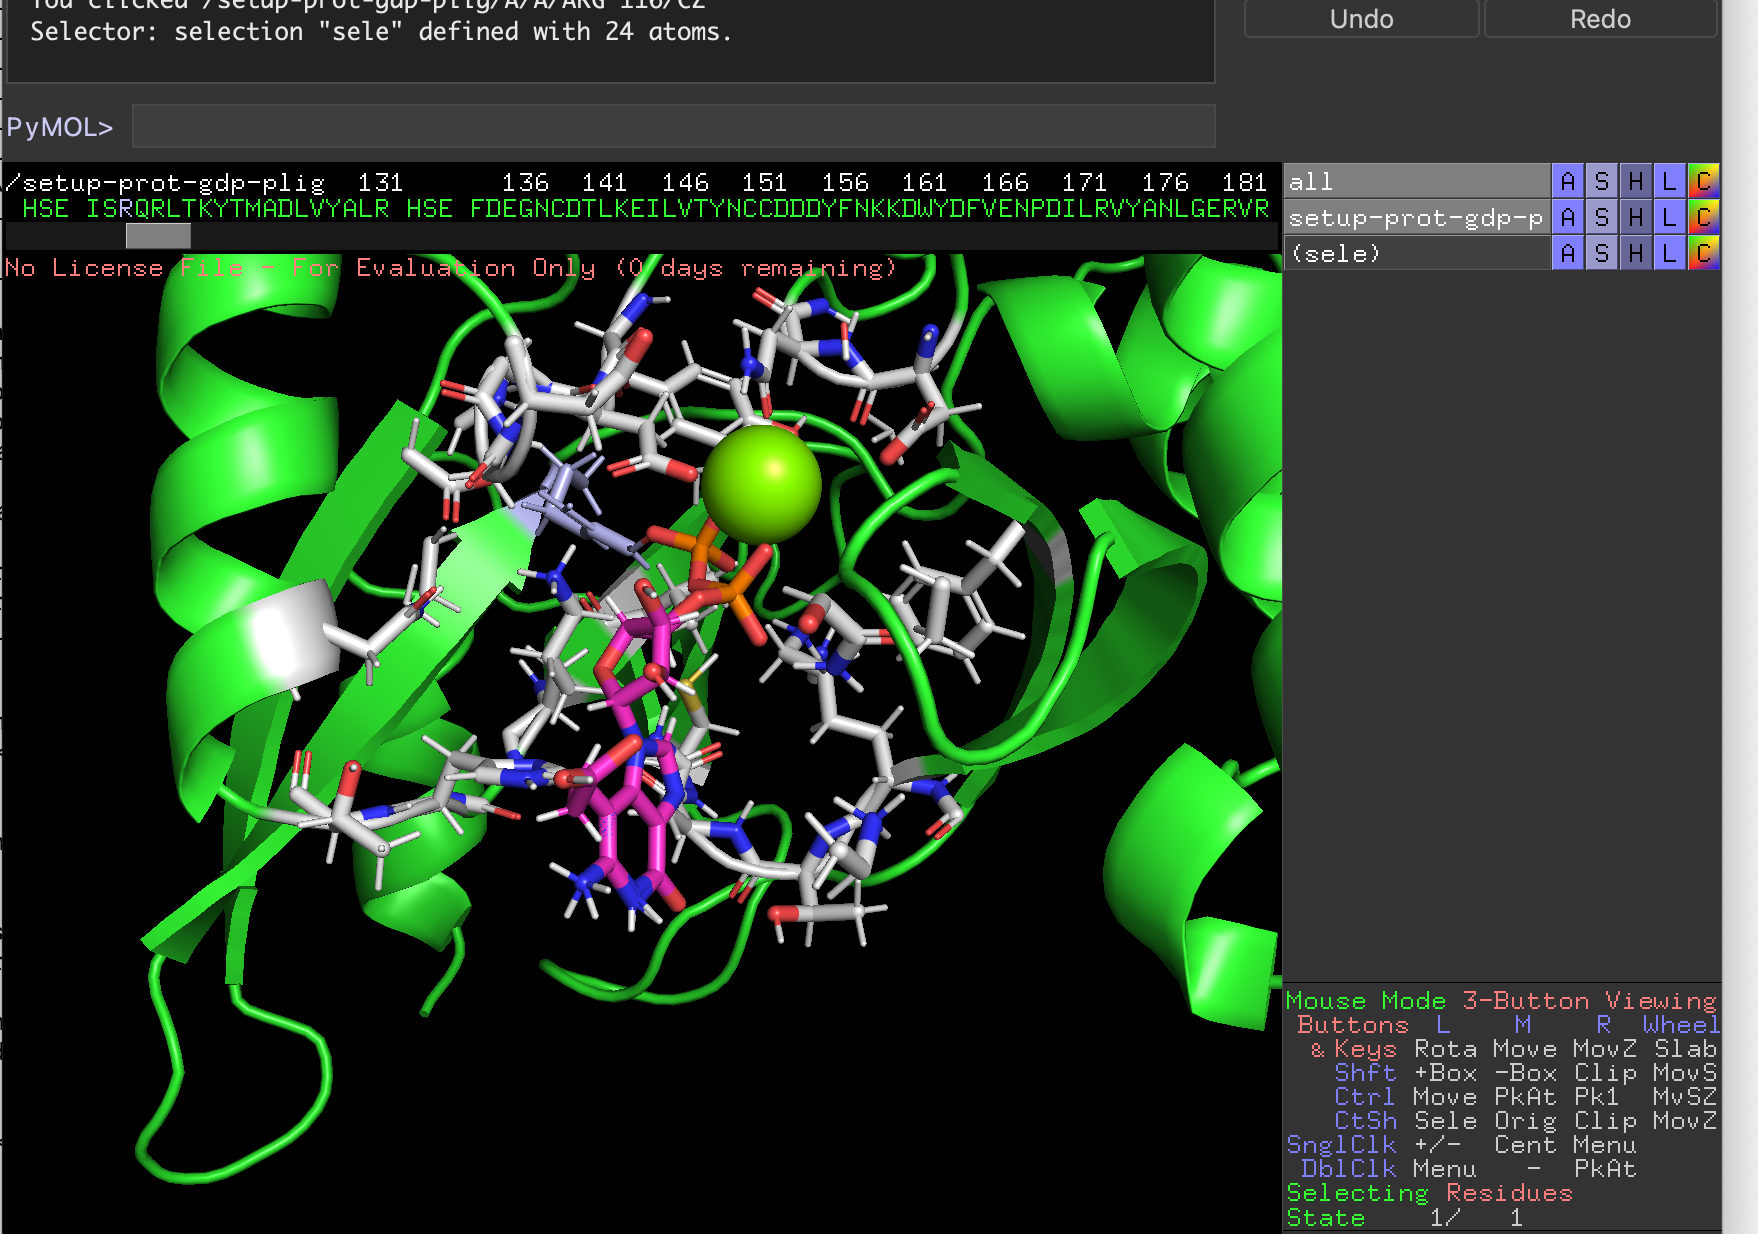 You clicked /setup-prot-gdp-plig/A/A/ARG 116/CZ
Selector: selection "sele" defined with 24 atoms.
Undo Redo
PyMOL>
/setup-prot-gdp-plig 131 136 141 146 151 156 161 166 171 176 181
HSE ISRQRLTKYTMADLVYALR HSE FDEGNCDTLKEILVTYNCCDDDYFNKKDWYDFVENPDILRVYANLGERVR
No License File - For Evaluation Only (0 days remaining)
all A S H L C
setup-prot-gdp-p A S H L C
(sele) A S H L C
Mouse Mode 3-Button Viewing
Buttons L M R Wheel
& Keys Rota Move MovZ Slab
Shft +Box -Box Clip MovS
Ctrl Move PkAt Pk1 MvSZ
CtSh Sele Orig Clip MovZ
SnglClk +/- Cent Menu
DblClk Menu - PkAt
Selecting Residues
State 1/ 1